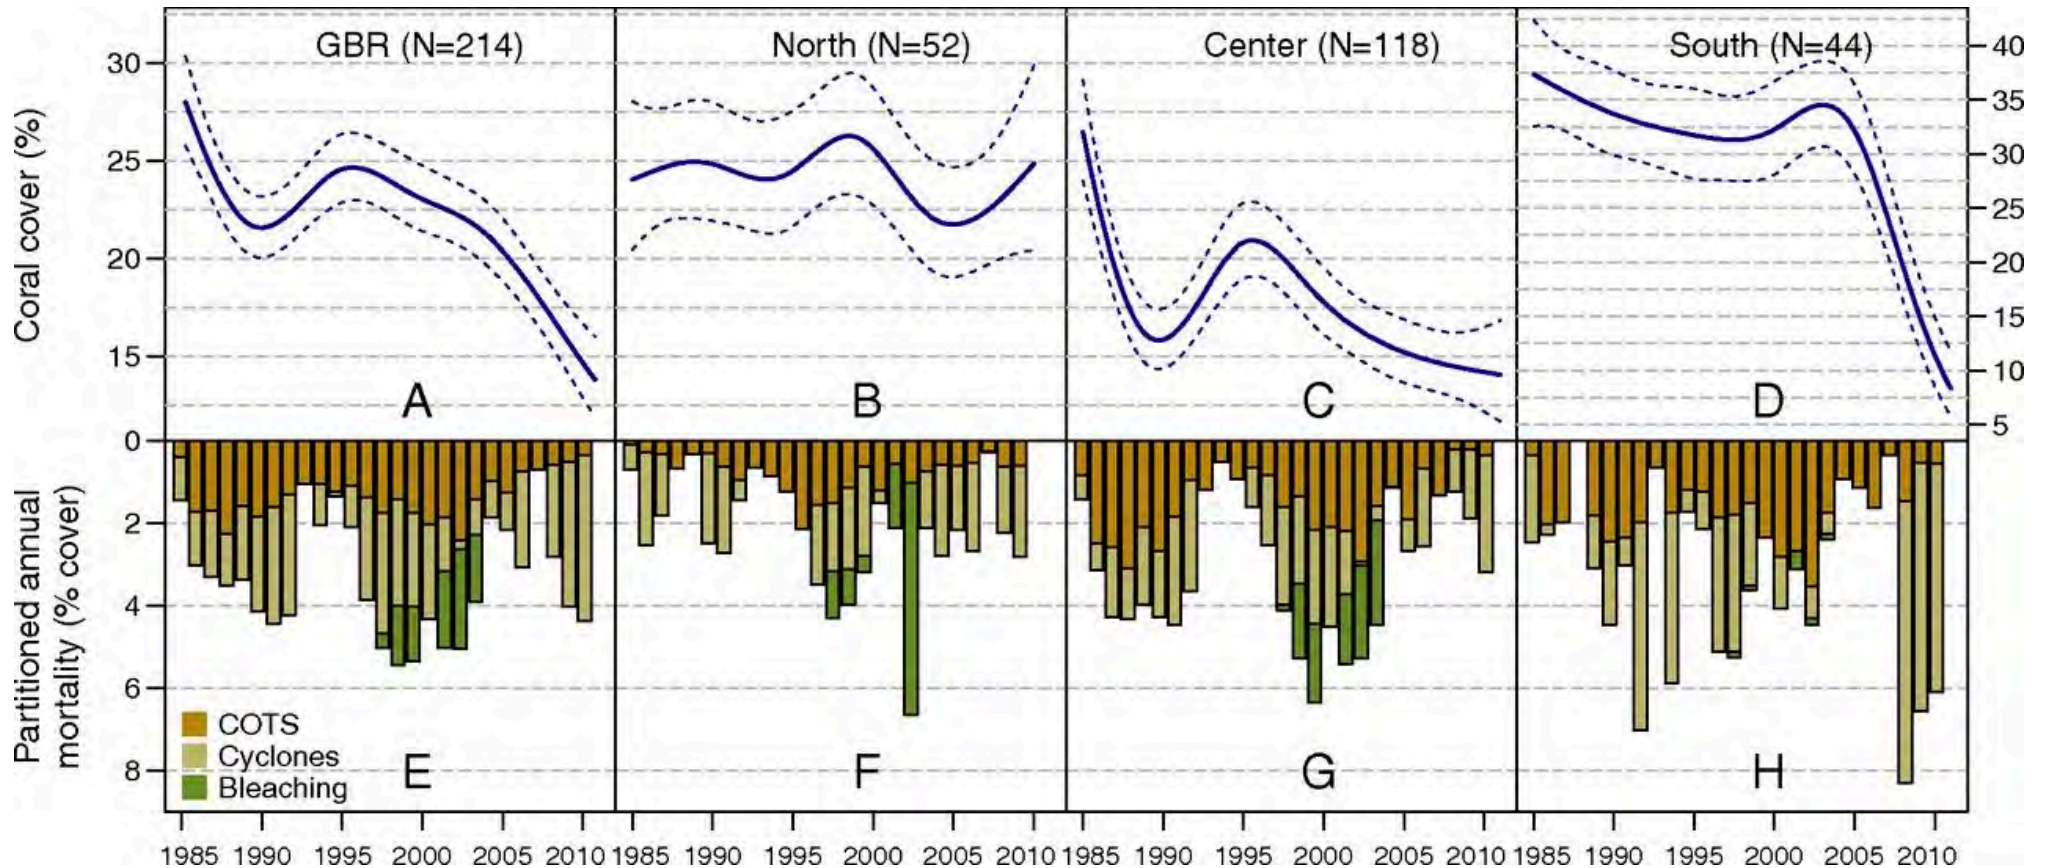 GBR (N=214) North (N=52) Center (N=118) South (N=44)
Coral cover (%)
30
25
20
15
40
35
30
25
20
15
10
5
A B C D
Partitioned annual
mortality (% cover)
0
2
4
6
8
COTS
Cyclones
Bleaching
E F G H
1985 1990 1995 2000 2005 2010 1985 1990 1995 2000 2005 2010 1985 1990 1995 2000 2005 2010 1985 1990 1995 2000 2005 2010